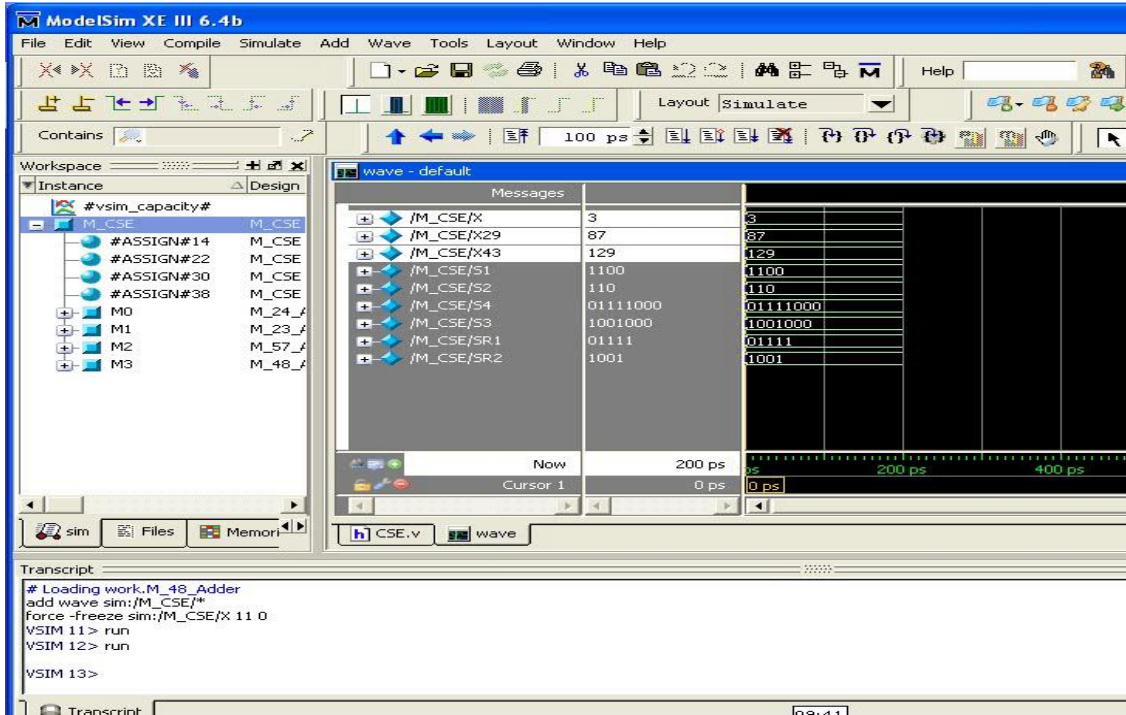 ModelSim XE III 6.4b
File Edit View Compile Simulate Add Wave Tools Layout Window Help
Help
Layout Simulate
Contains
100 ps
Workspace
Instance Design
#vsim_capacity#
M_CSE M_CSE
#ASSIGN#14 M_CSE
#ASSIGN#22 M_CSE
#ASSIGN#30 M_CSE
#ASSIGN#38 M_CSE
M0 M_24_A
M1 M_23_A
M2 M_57_A
M3 M_48_A
sim Files Memori
wave - default
Messages
/M_CSE/X 3 3
/M_CSE/X29 87 87
/M_CSE/X43 129 129
/M_CSE/S1 1100 1100
/M_CSE/S2 110 110
/M_CSE/S4 01111000 01111000
/M_CSE/S3 1001000 1001000
/M_CSE/SR1 01111 01111
/M_CSE/SR2 1001 1001
Now 200 ps ps 200 ps 400 ps
Cursor 1 0 ps 0 ps
CSE.v wave
Transcript
# Loading work.M_48_Adder
add wave sim:/M_CSE/*
force -freeze sim:/M_CSE/X 11 0
VSIM 11> run
VSIM 12> run
VSIM 13>
Transcript